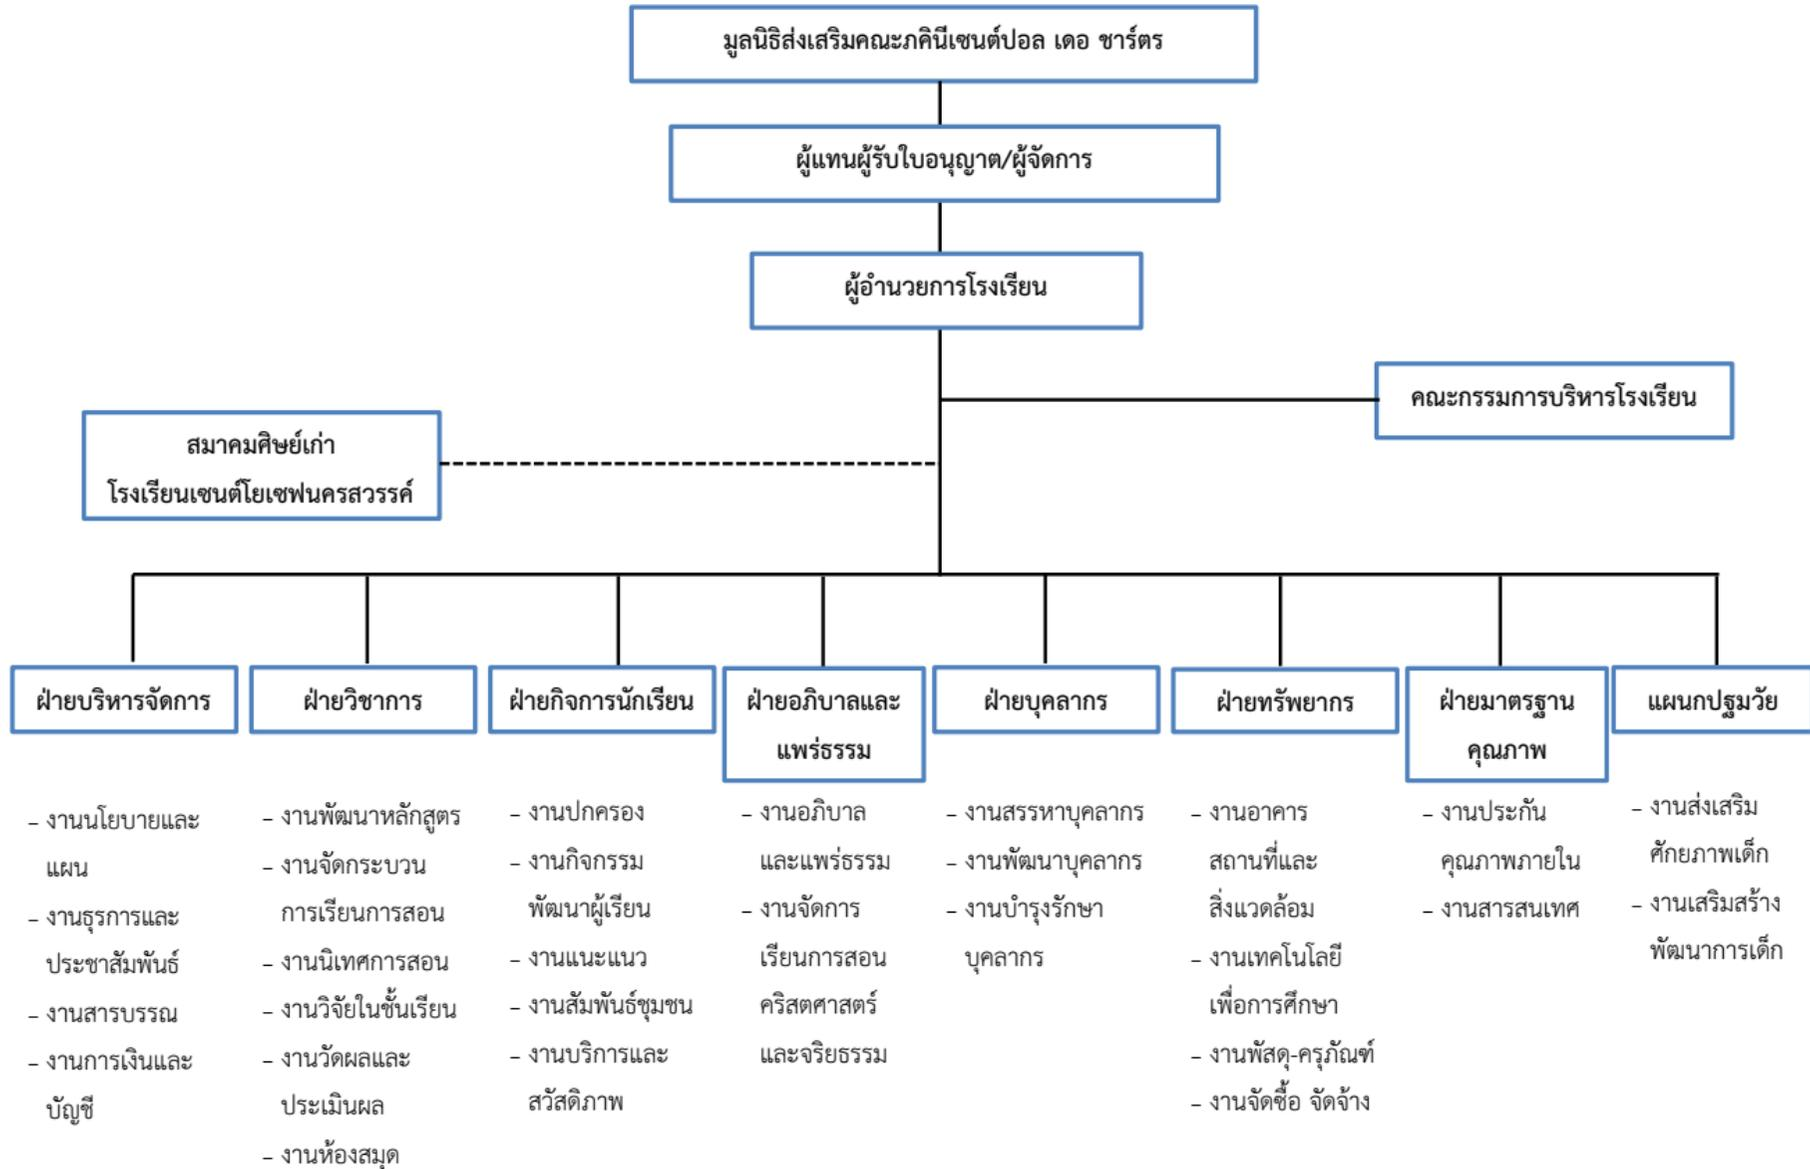 มูลนิธิส่งเสริมคณะภคินีเซนต์ปอล เดอ ชาร์ตร
ผู้แทนผู้รับใบอนุญาต/ผู้จัดการ
ผู้อำนวยการโรงเรียน
คณะกรรมการบริหารโรงเรียน
สมาคมศิษย์เก่า
โรงเรียนเซนต์โยเซฟนครสวรรค์
ฝ่ายบริหารจัดการ
- งานนโยบายและ
แผน
- งานธุรการและ
ประชาสัมพันธ์
- งานสารบรรณ
- งานการเงินและ
บัญชี
ฝ่ายวิชาการ
- งานพัฒนาหลักสูตร
- งานจัดกระบวน
การเรียนการสอน
- งานนิเทศการสอน
- งานวิจัยในชั้นเรียน
- งานวัดผลและ
ประเมินผล
- งานห้องสมุด
ฝ่ายกิจการนักเรียน
- งานปกครอง
- งานกิจกรรม
พัฒนาผู้เรียน
- งานแนะแนว
- งานสัมพันธ์ชุมชน
- งานบริการและ
สวัสดิภาพ
ฝ่ายอภิบาลและ
แพร่ธรรม
- งานอภิบาล
และแพร่ธรรม
- งานจัดการ
เรียนการสอน
คริสตศาสตร์
และจริยธรรม
ฝ่ายบุคลากร
- งานสรรหาบุคลากร
- งานพัฒนาบุคลากร
- งานบำรุงรักษา
บุคลากร
ฝ่ายทรัพยากร
- งานอาคาร
สถานที่และ
สิ่งแวดล้อม
- งานเทคโนโลยี
เพื่อการศึกษา
- งานพัสดุ-ครุภัณฑ์
- งานจัดซื้อ จัดจ้าง
ฝ่ายมาตรฐาน
คุณภาพ
- งานประกัน
คุณภาพภายใน
- งานสารสนเทศ
แผนกปฐมวัย
- งานส่งเสริม
ศักยภาพเด็ก
- งานเสริมสร้าง
พัฒนาการเด็ก